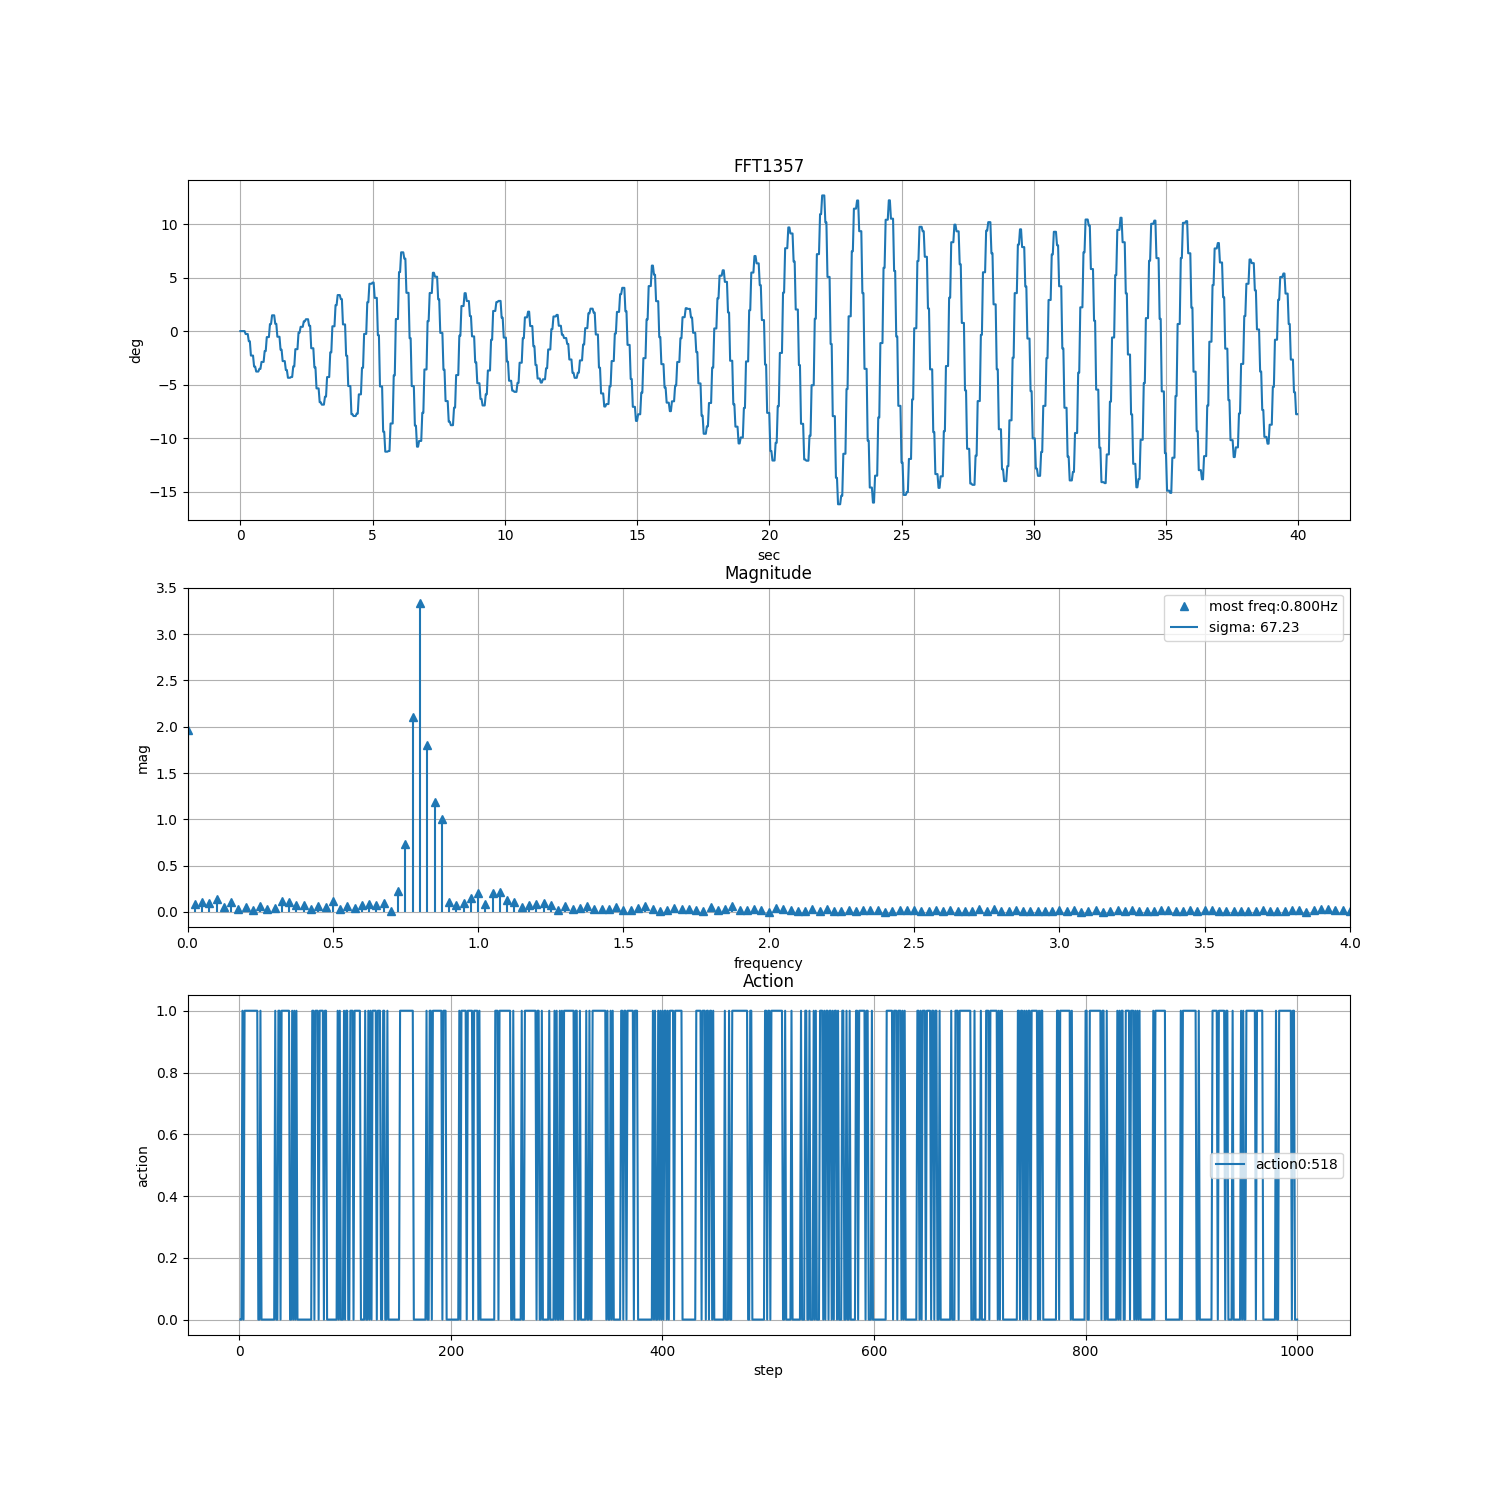 FFT1357
10
5
0
−5
−10
−15
deg
0 5 10 15 20 25 30 35 40
sec
Magnitude
3.5
3.0
2.5
2.0
1.5
1.0
0.5
0.0
mag
most freq:0.800Hz
sigma: 67.23
0.0 0.5 1.0 1.5 2.0 2.5 3.0 3.5 4.0
frequency
Action
1.0
0.8
0.6
0.4
0.2
0.0
action
action0:518
0 200 400 600 800 1000
step